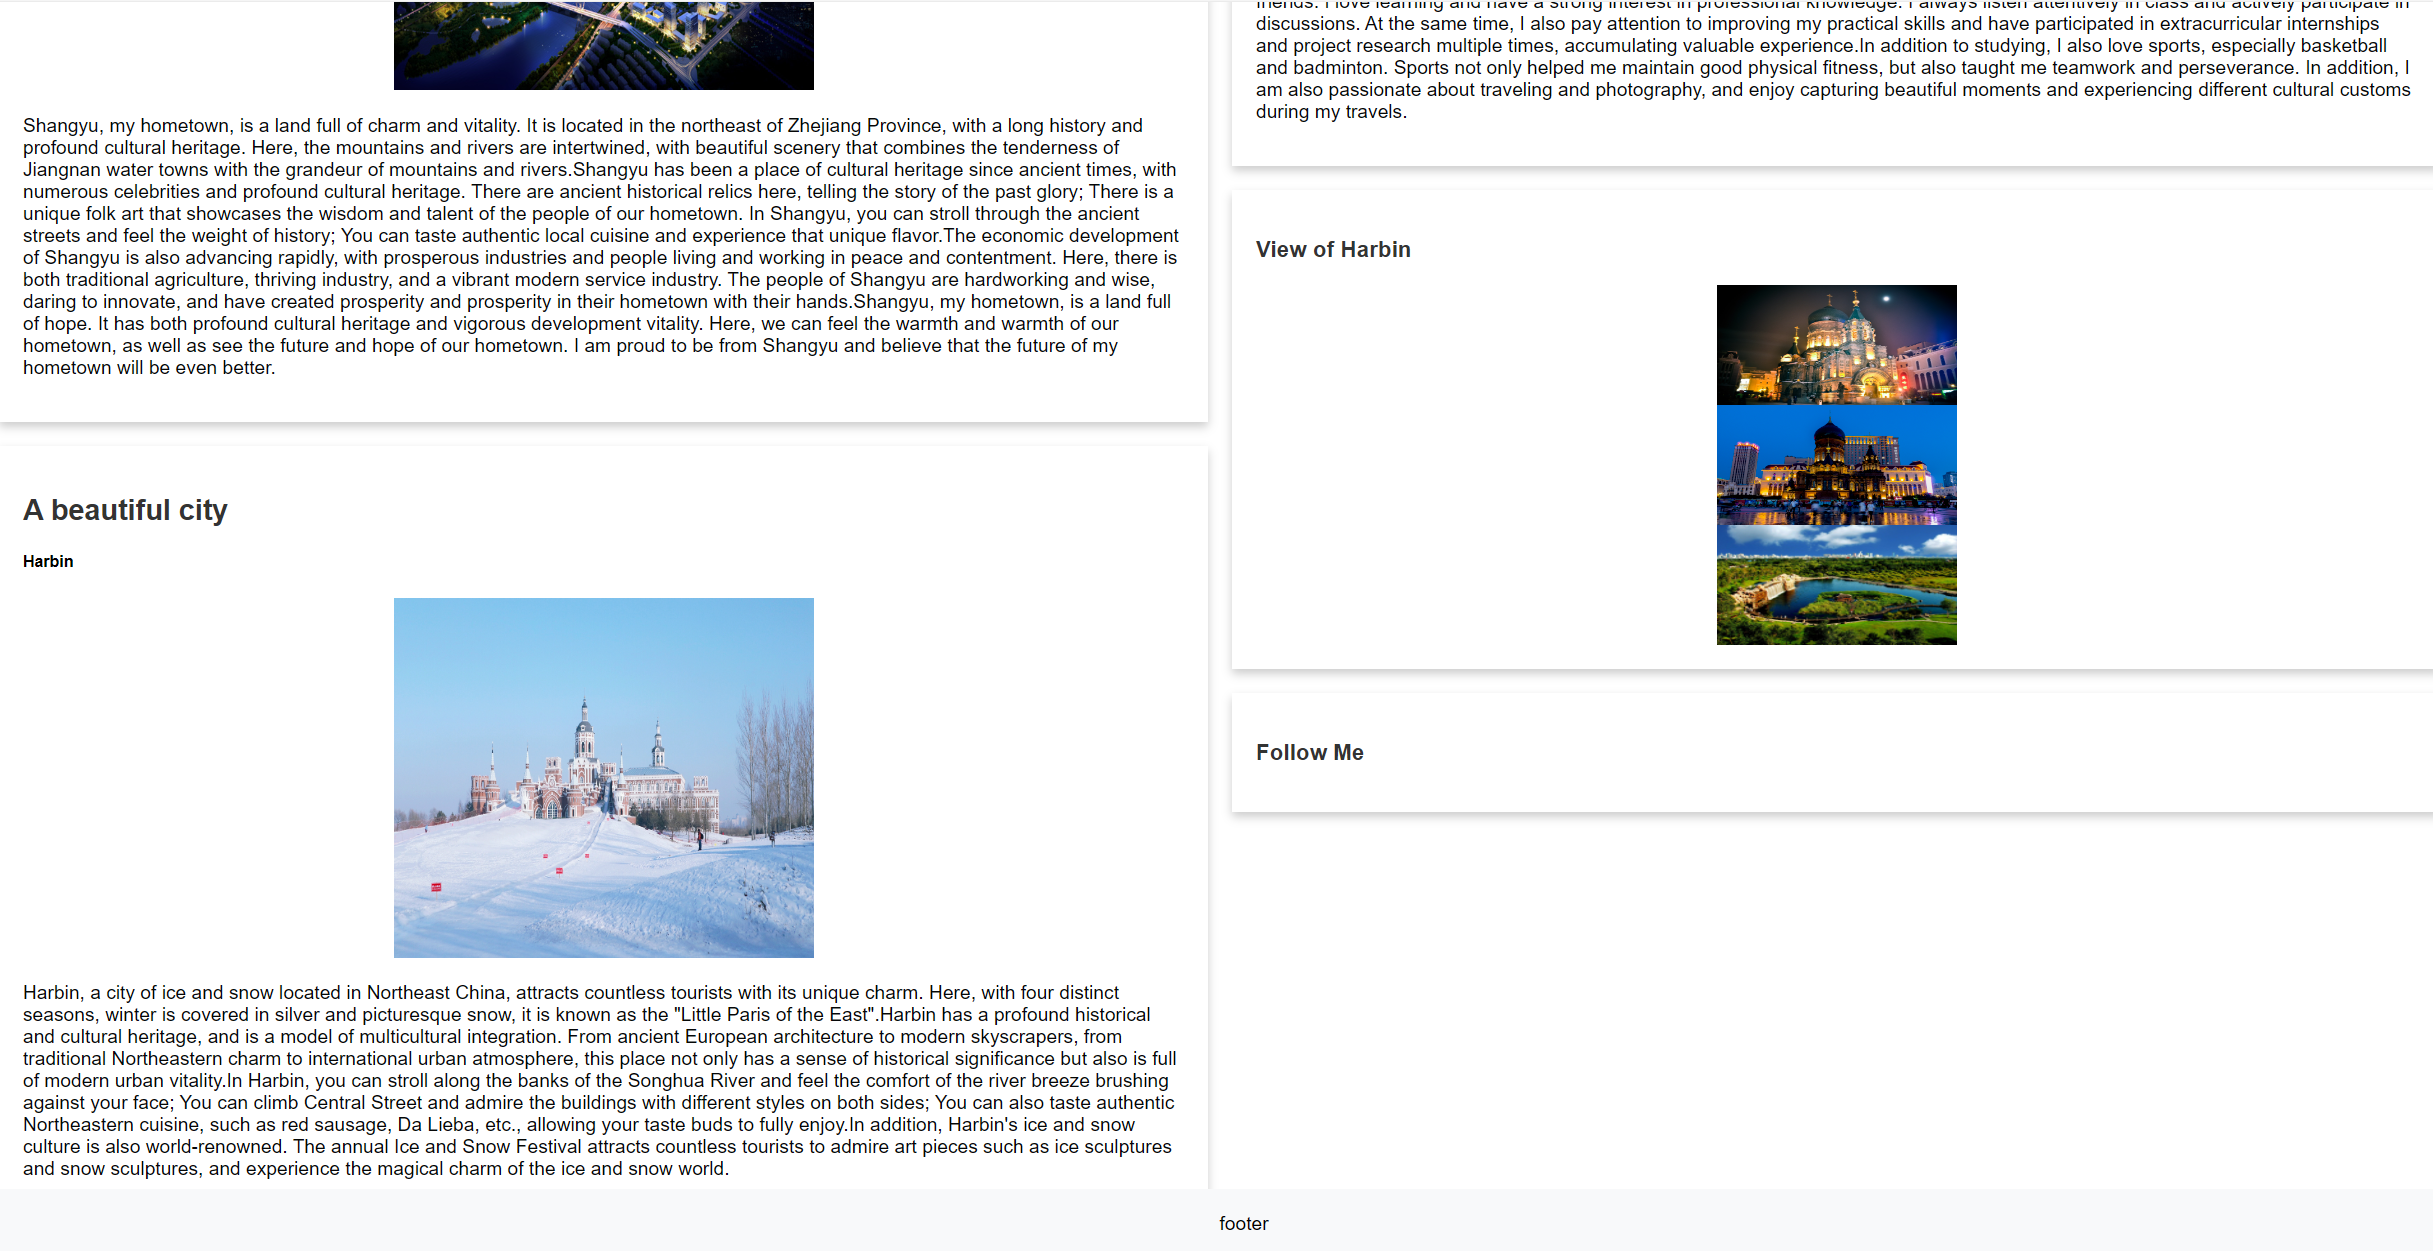 Shangyu, my hometown, is a land full of charm and vitality. It is located in the northeast of Zhejiang Province, with a long history and
profound cultural heritage. Here, the mountains and rivers are intertwined, with beautiful scenery that combines the tenderness of
Jiangnan water towns with the grandeur of mountains and rivers.Shangyu has been a place of cultural heritage since ancient times, with
numerous celebrities and profound cultural heritage. There are ancient historical relics here, telling the story of the past glory; There is a
unique folk art that showcases the wisdom and talent of the people of our hometown. In Shangyu, you can stroll through the ancient
streets and feel the weight of history; You can taste authentic local cuisine and experience that unique flavor.The economic development
of Shangyu is also advancing rapidly, with prosperous industries and people living and working in peace and contentment. Here, there is
both traditional agriculture, thriving industry, and a vibrant modern service industry. The people of Shangyu are hardworking and wise,
daring to innovate, and have created prosperity and prosperity in their hometown with their hands.Shangyu, my hometown, is a land full
of hope. It has both profound cultural heritage and vigorous development vitality. Here, we can feel the warmth and warmth of our
hometown, as well as see the future and hope of our hometown. I am proud to be from Shangyu and believe that the future of my
hometown will be even better.
A beautiful city
Harbin
Harbin, a city of ice and snow located in Northeast China, attracts countless tourists with its unique charm. Here, with four distinct
seasons, winter is covered in silver and picturesque snow, it is known as the "Little Paris of the East".Harbin has a profound historical
and cultural heritage, and is a model of multicultural integration. From ancient European architecture to modern skyscrapers, from
traditional Northeastern charm to international urban atmosphere, this place not only has a sense of historical significance but also is full
of modern urban vitality.In Harbin, you can stroll along the banks of the Songhua River and feel the comfort of the river breeze brushing
against your face; You can climb Central Street and admire the buildings with different styles on both sides; You can also taste authentic
Northeastern cuisine, such as red sausage, Da Lieba, etc., allowing your taste buds to fully enjoy.In addition, Harbin's ice and snow
culture is also world-renowned. The annual Ice and Snow Festival attracts countless tourists to admire art pieces such as ice sculptures
and snow sculptures, and experience the magical charm of the ice and snow world.
friends. I love learning and have a strong interest in professional knowledge. I always listen attentively in class and actively participate in
discussions. At the same time, I also pay attention to improving my practical skills and have participated in extracurricular internships
and project research multiple times, accumulating valuable experience.In addition to studying, I also love sports, especially basketball
and badminton. Sports not only helped me maintain good physical fitness, but also taught me teamwork and perseverance. In addition, I
am also passionate about traveling and photography, and enjoy capturing beautiful moments and experiencing different cultural customs
during my travels.
View of Harbin
Follow Me
footer